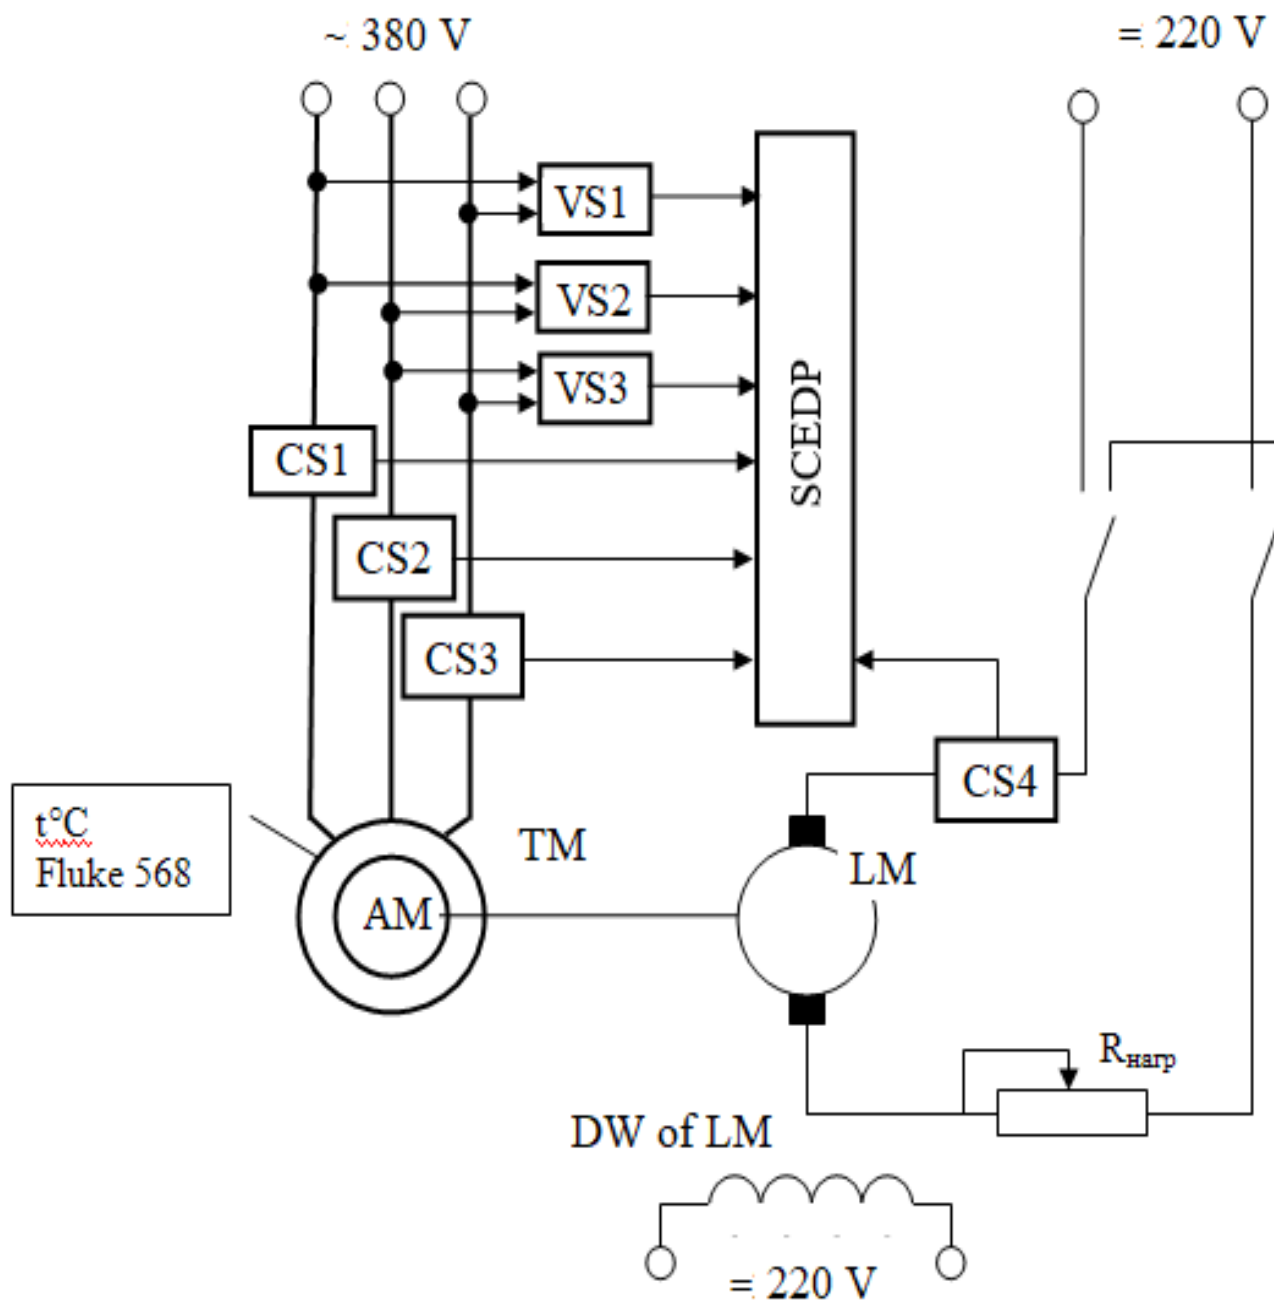 ~ 380 V
= 220 V
VS1
VS2
VS3
SCEDP
CS1
CS2
CS3
CS4
t°C
Fluke 568
TM
AM
LM
Rнагр
DW of LM
= 220 V